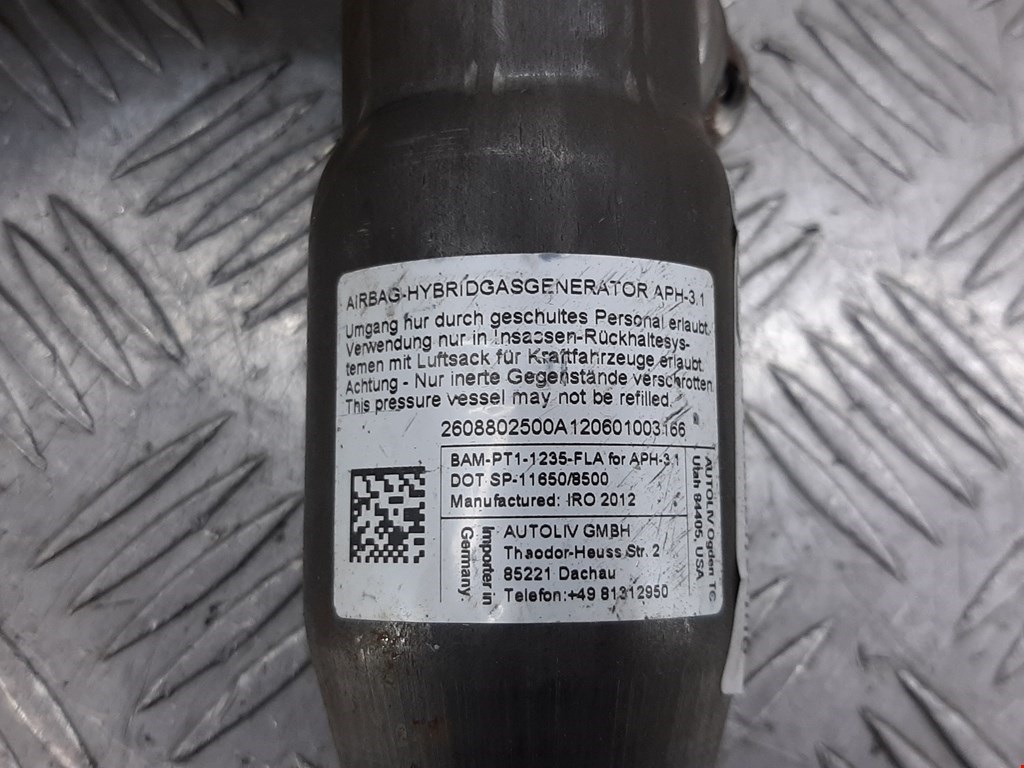 AIRBAG-HYBRIDGASGENERATOR APH-3.1
Umgang nur durch geschultes Personal erlaubt.
Verwendung nur in Insassen-Rückhaltesys-
temen mit Luftsack für Kraftfahrzeuge erlaubt.
Achtung - Nur inerte Gegenstände verschrotten
This pressure vessel may not be refilled.
2608802500A120601003166
BAM-PT1-1235-FLA for APH-3.1
DOT SP-11650/8500
Manufactured: IRO 2012
AUTOLIV Ogden
Utah 84405, USA
Importer in
Germany:
AUTOLIV GMBH
Thaodor-Heuss Str. 2
85221 Dachau
Telefon:+49 81312950